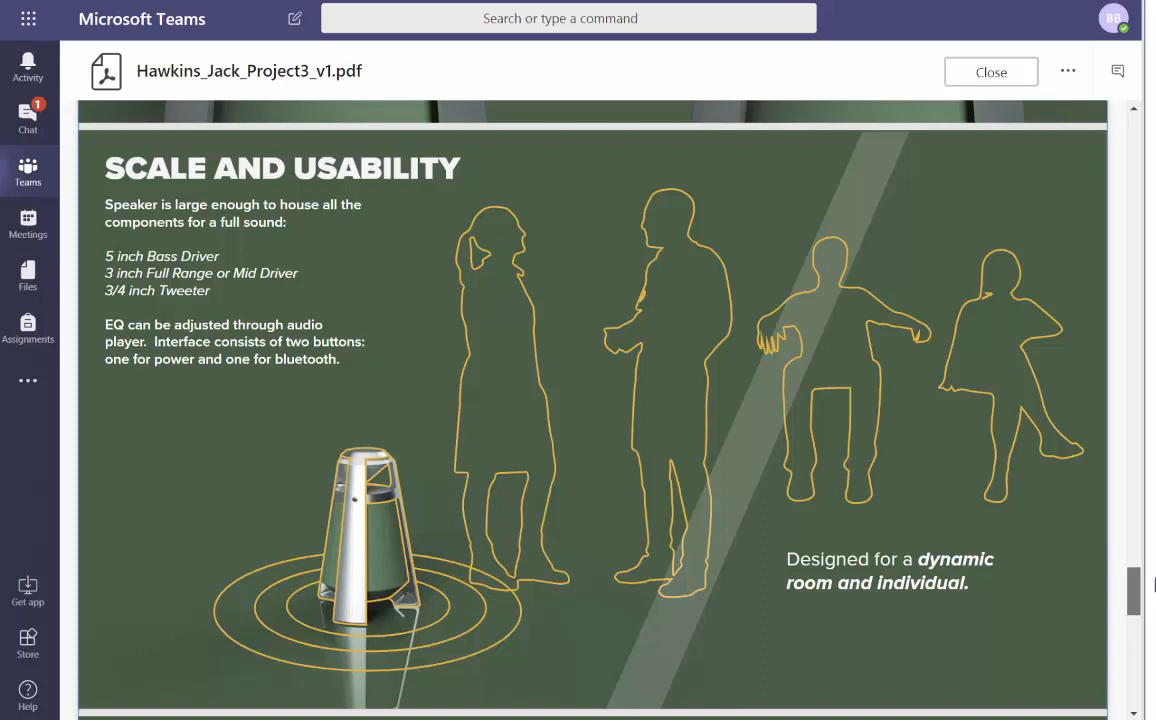 Microsoft Teams
Search or type a command
BB
Activity
Hawkins_Jack_Project3_v1.pdf
Close
1
Chat
Teams
Meetings
Files
Assignments
Get app
Store
Help
SCALE AND USABILITY
Speaker is large enough to house all the
components for a full sound:
5 inch Bass Driver
3 inch Full Range or Mid Driver
3/4 inch Tweeter
EQ can be adjusted through audio
player. Interface consists of two buttons:
one for power and one for bluetooth.
Designed for a dynamic
room and individual.